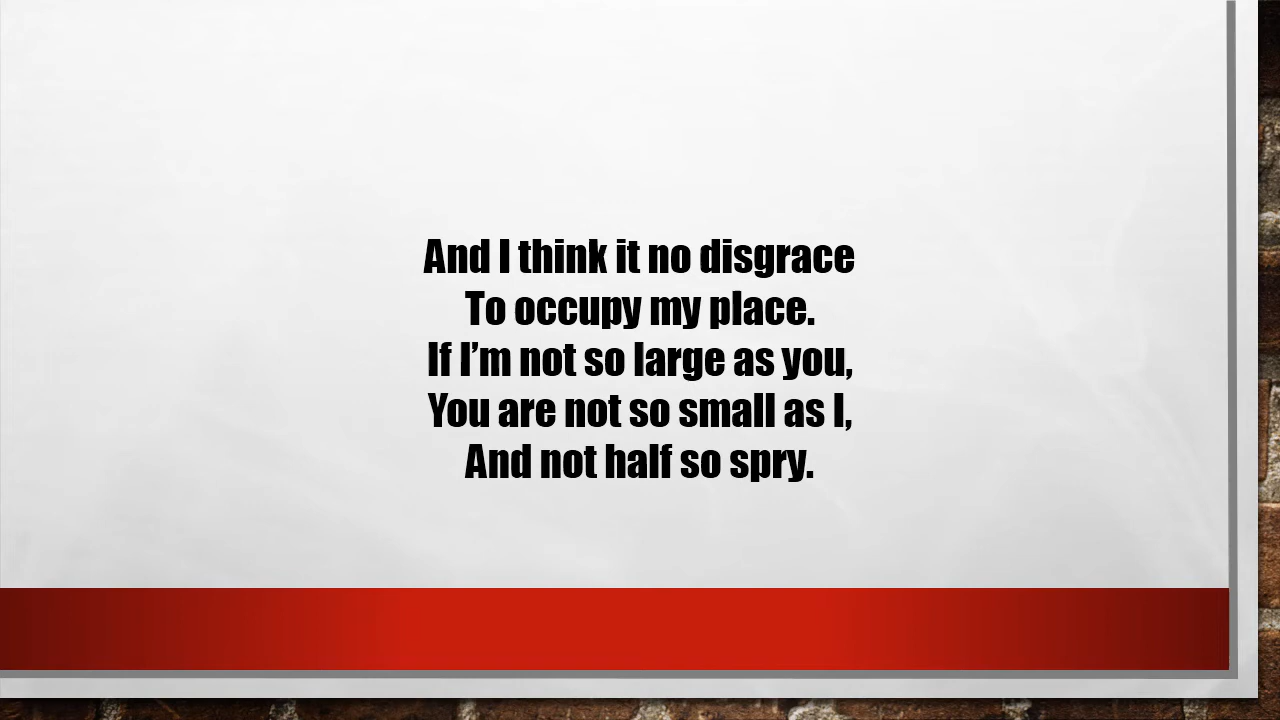 And I think it no disgrace
To occupy my place.
If I’m not so large as you,
You are not so small as I,
And not half so spry.